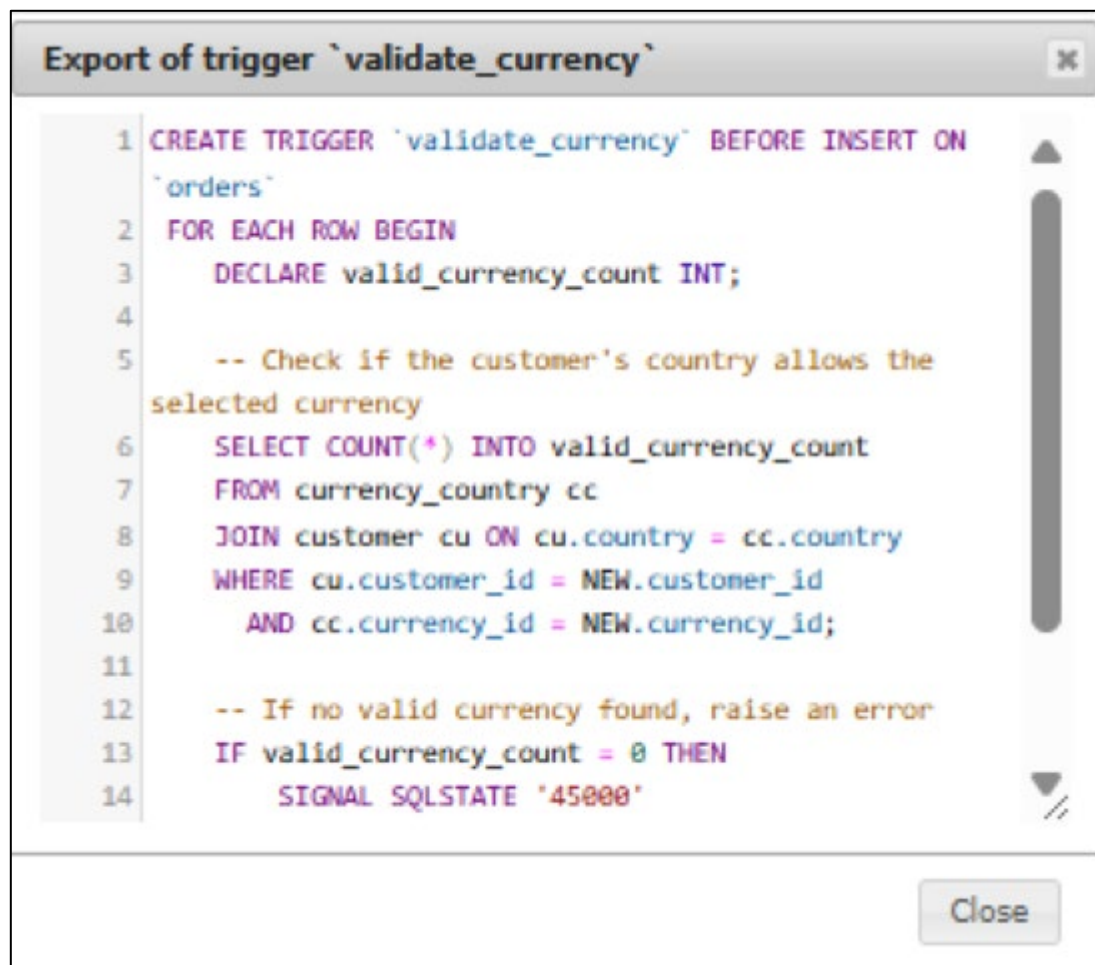 Export of trigger `validate_currency`
1 CREATE TRIGGER `validate_currency` BEFORE INSERT ON
`orders`
2 FOR EACH ROW BEGIN
3 DECLARE valid_currency_count INT;
4
5 -- Check if the customer's country allows the
selected currency
6 SELECT COUNT(*) INTO valid_currency_count
7 FROM currency_country cc
8 JOIN customer cu ON cu.country = cc.country
9 WHERE cu.customer_id = NEW.customer_id
10 AND cc.currency_id = NEW.currency_id;
11
12 -- If no valid currency found, raise an error
13 IF valid_currency_count = 0 THEN
14 SIGNAL SQLSTATE '45000'
Close